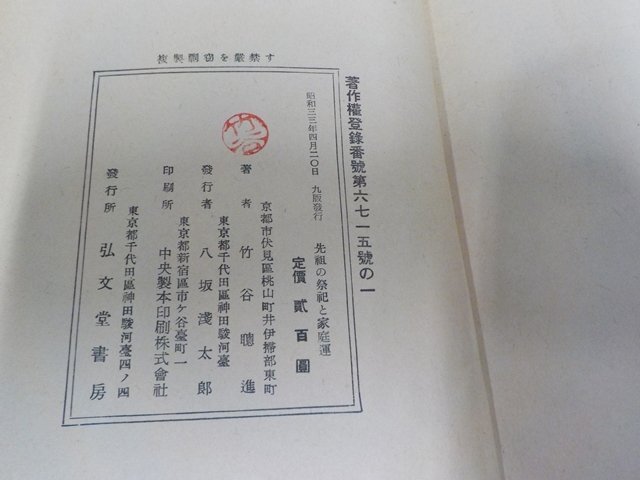 複製飜刻を嚴禁す
著作權登錄番號第六七一五號の一
先祖の祭祀と家庭運
定價貳百圓
昭和三三年四月二〇日 九版發行
京都市伏見區桃山町井伊掃部東町
著者 竹谷聰進
東京都千代田區神田駿河臺
發行者 八坂淺太郎
東京都新宿區市ケ谷臺町一
印刷所 中央製本印刷株式會社
東京都千代田區神田駿河臺四ノ四
發行所 弘文堂書房